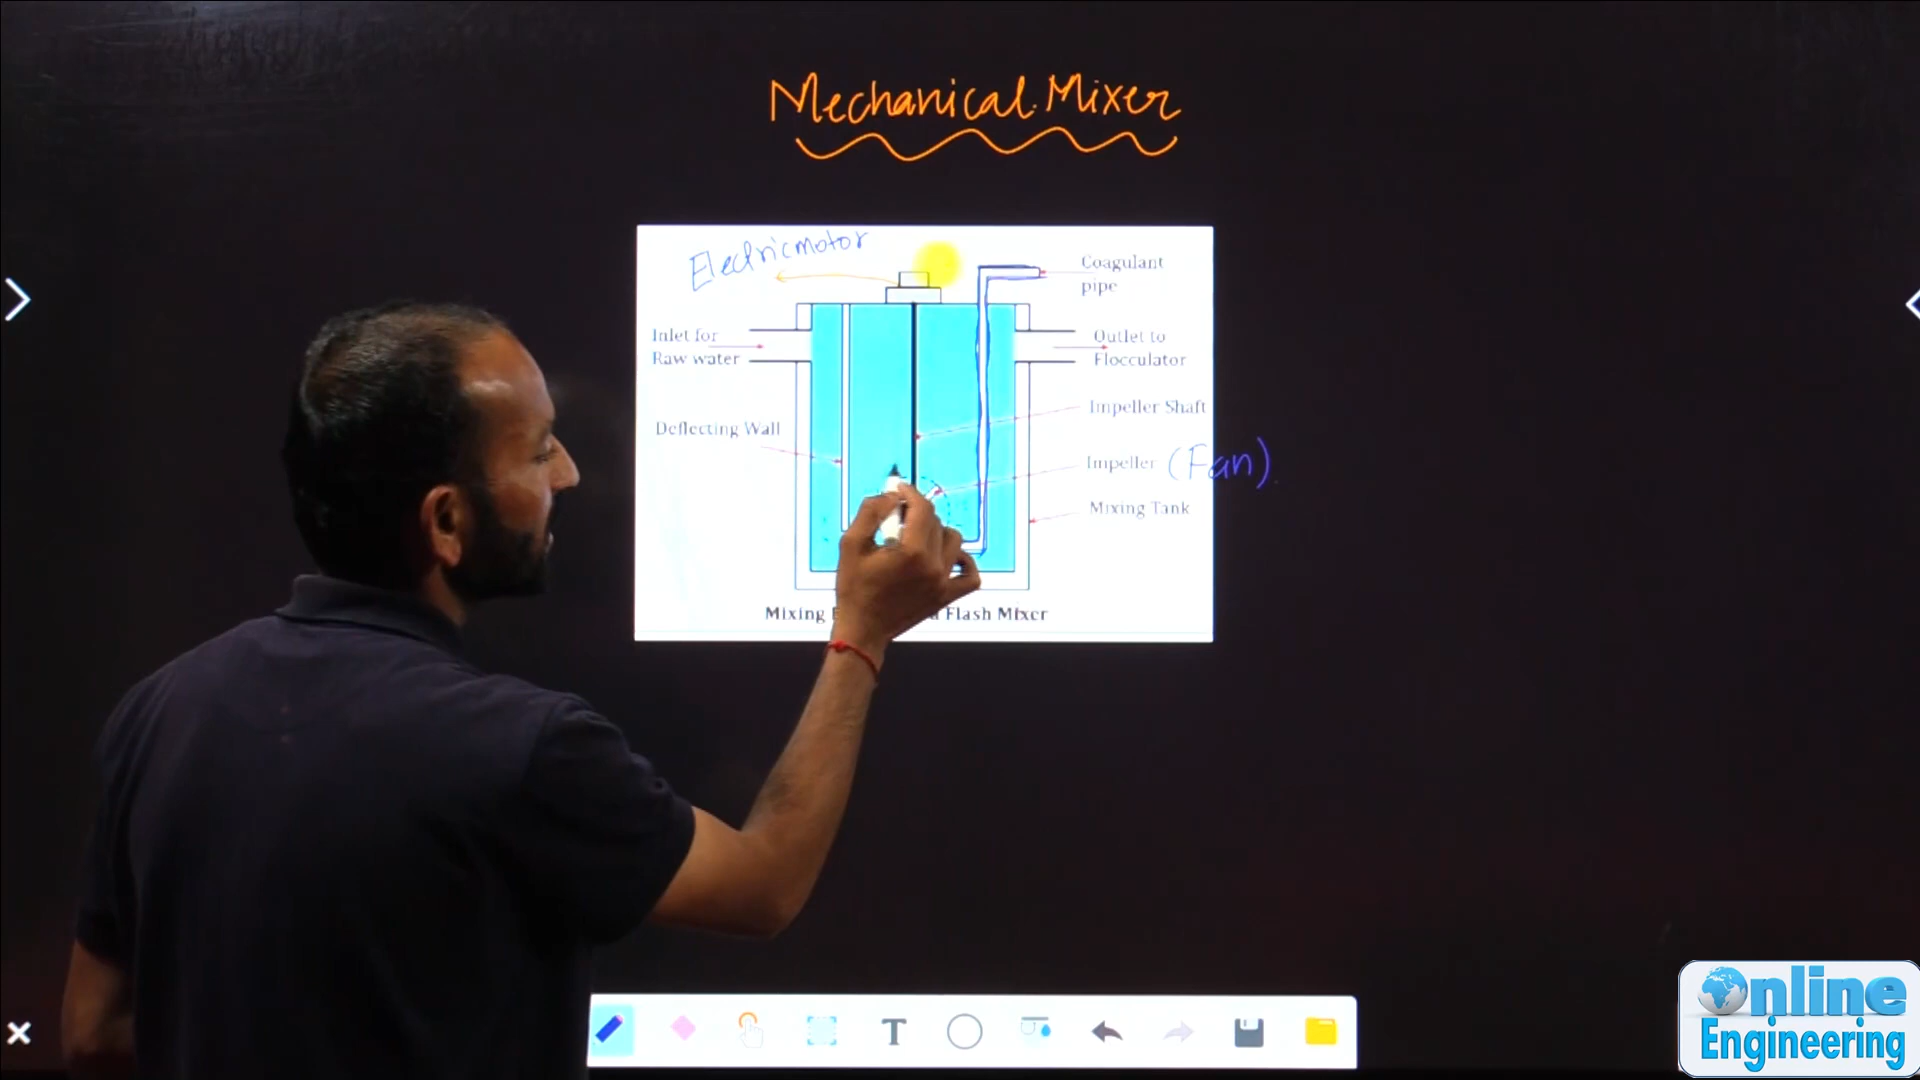 Mechanical Mixer
Electric motor
Coagulant
pipe
Inlet for
Raw water
Outlet to
Flocculator
Impeller Shaft
Deflecting Wall
Impeller (Fan)
Mixing Tank
Mixing
Flash Mixer
T
Online
Engineering